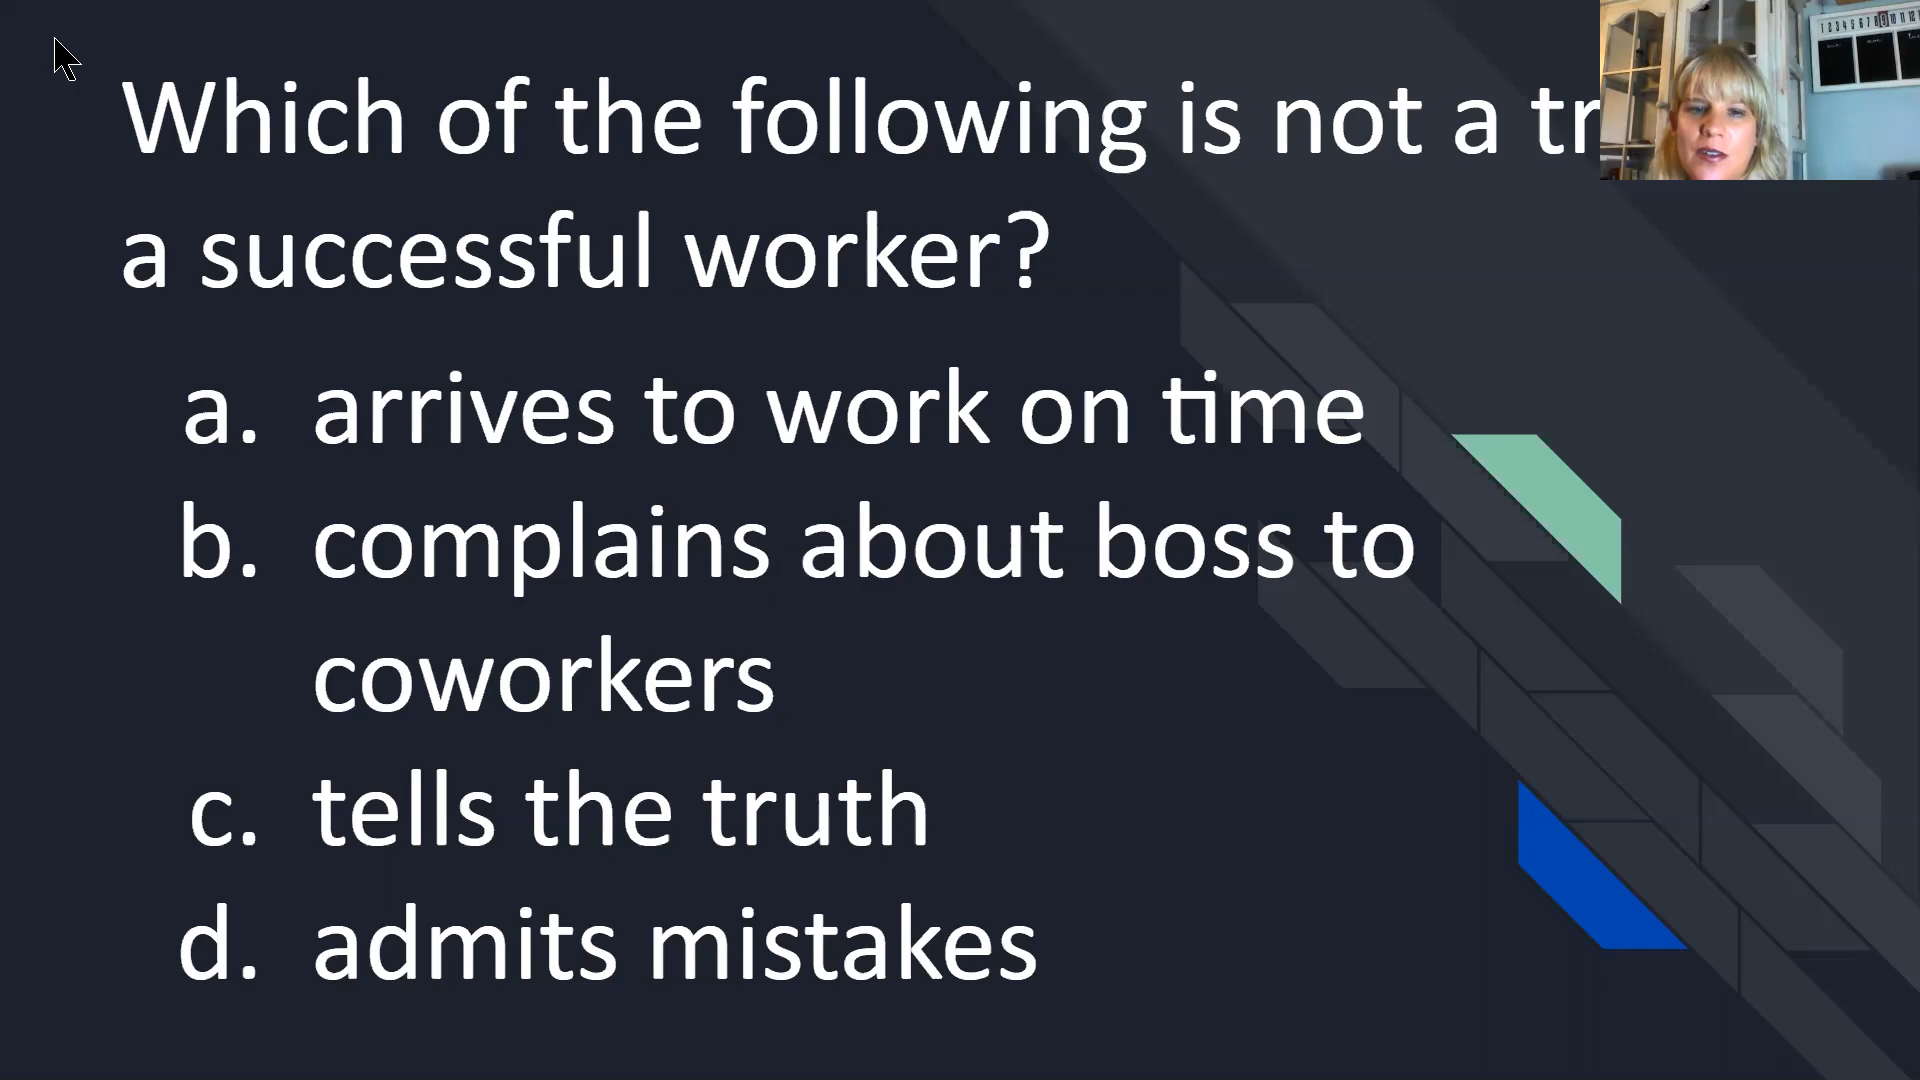 Which of the following is not a
a successful worker?
a. arrives to work on time
b. complains about boss to
coworkers
c. tells the truth
d. admits mistakes